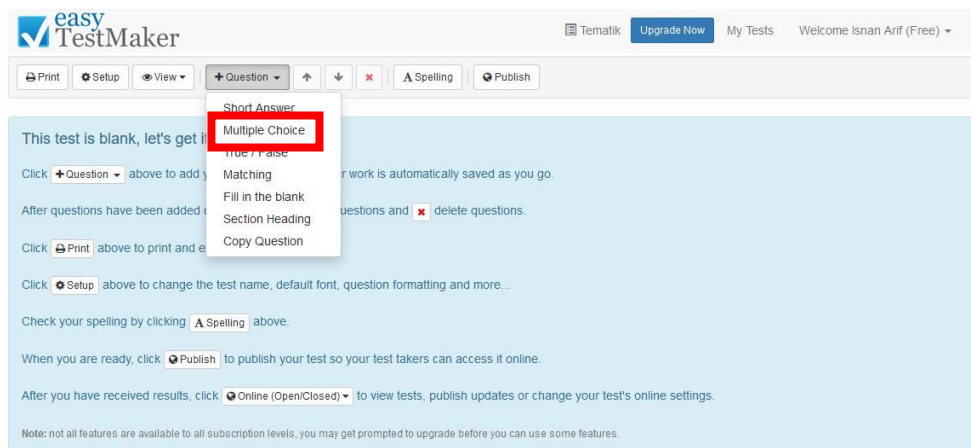 easy
TestMaker
Tematik Upgrade Now My Tests Welcome Isnan Arif (Free)
Print Setup View +Question A Spelling Publish
Short Answer
Multiple Choice
True / False
Matching
Fill in the blank
Section Heading
Copy Question
This test is blank, let's get i
Click +Question above to add y r work is automatically saved as you go.
After questions have been added uestions and x delete questions.
Click Print above to print and e
Click Setup above to change the test name, default font, question formatting and more...
Check your spelling by clicking A Spelling above.
When you are ready, click Publish to publish your test so your test takers can access it online.
After you have received results, click Online (Open/Closed) to view tests, publish updates or change your test's online settings.
Note: not all features are available to all subscription levels, you may get prompted to upgrade before you can use some features.